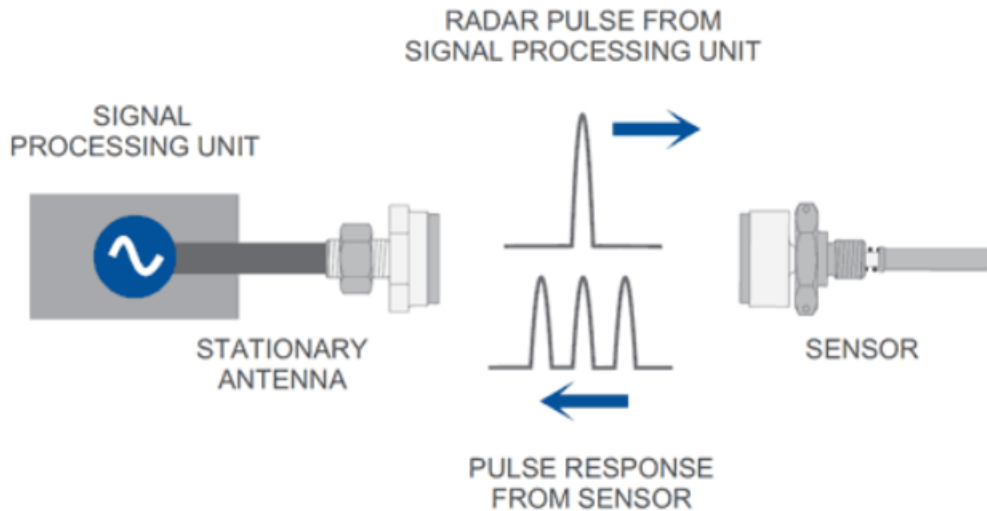 RADAR PULSE FROM
SIGNAL PROCESSING UNIT
SIGNAL
PROCESSING UNIT
STATIONARY
ANTENNA
SENSOR
PULSE RESPONSE
FROM SENSOR